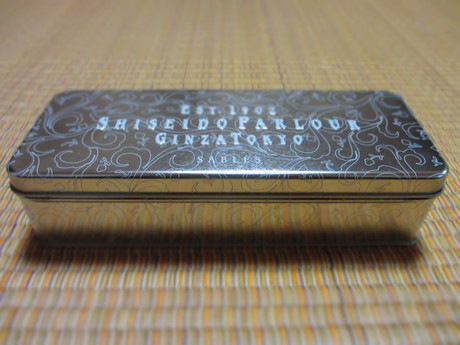 EST.1902
SHISEIDO PARLOUR
GINZA TOKYO
SABLES